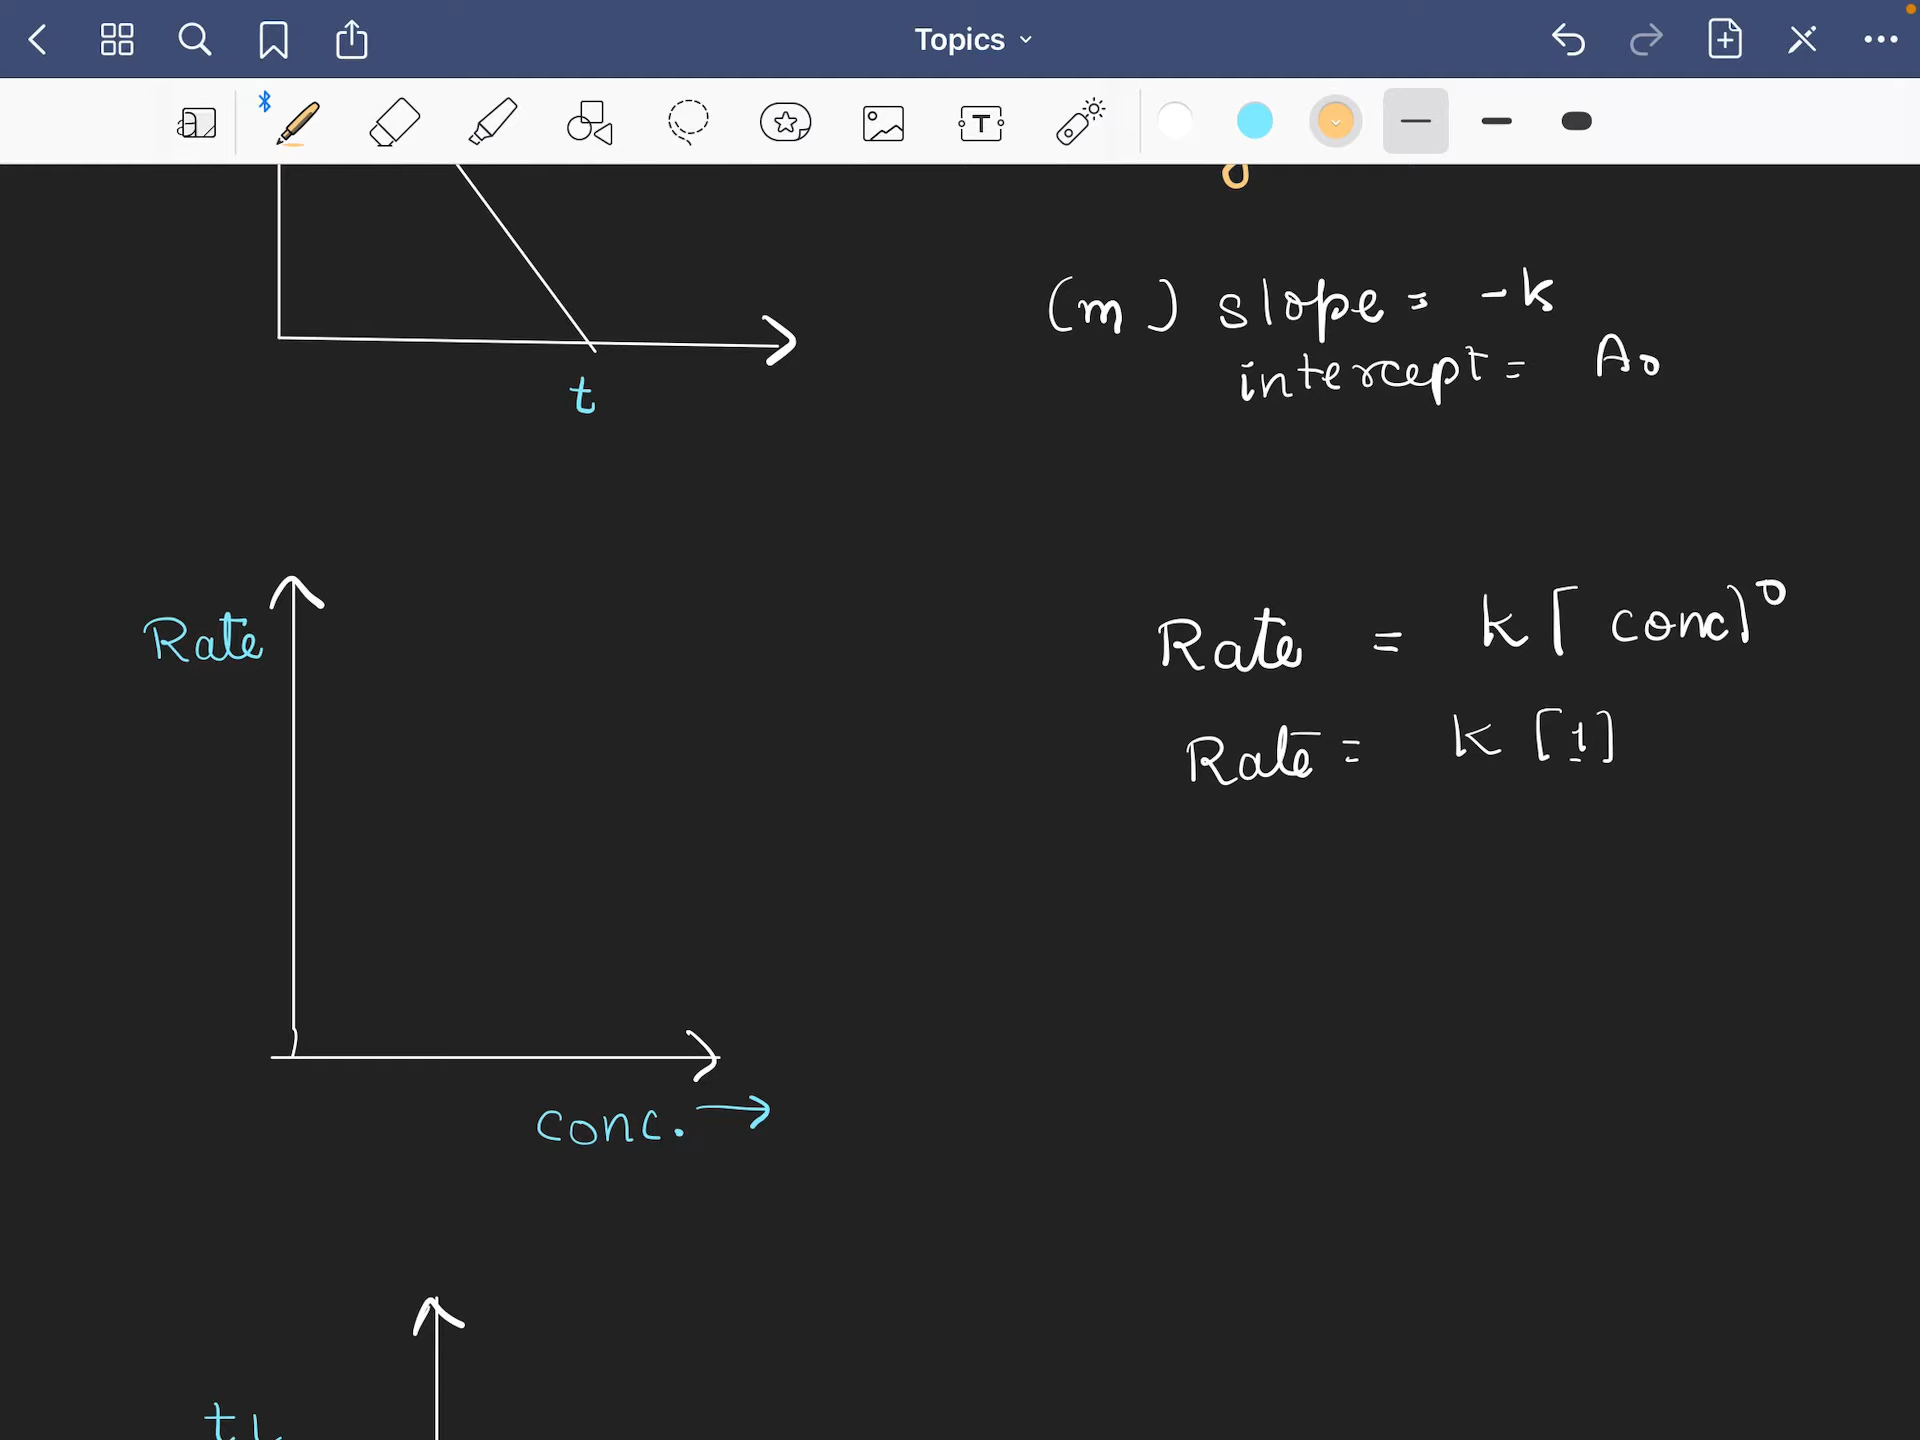 Topics
(m) slope = -k
intercept = A₀
t
Rate
Rate = k[conc]⁰
Rate = k[1]
conc. →